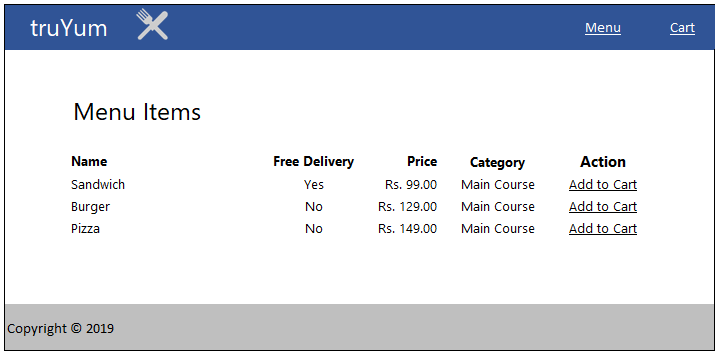 truYum Menu Cart
Menu Items
Name Free Delivery Price Category Action
Sandwich Yes Rs. 99.00 Main Course Add to Cart
Burger No Rs. 129.00 Main Course Add to Cart
Pizza No Rs. 149.00 Main Course Add to Cart
Copyright © 2019